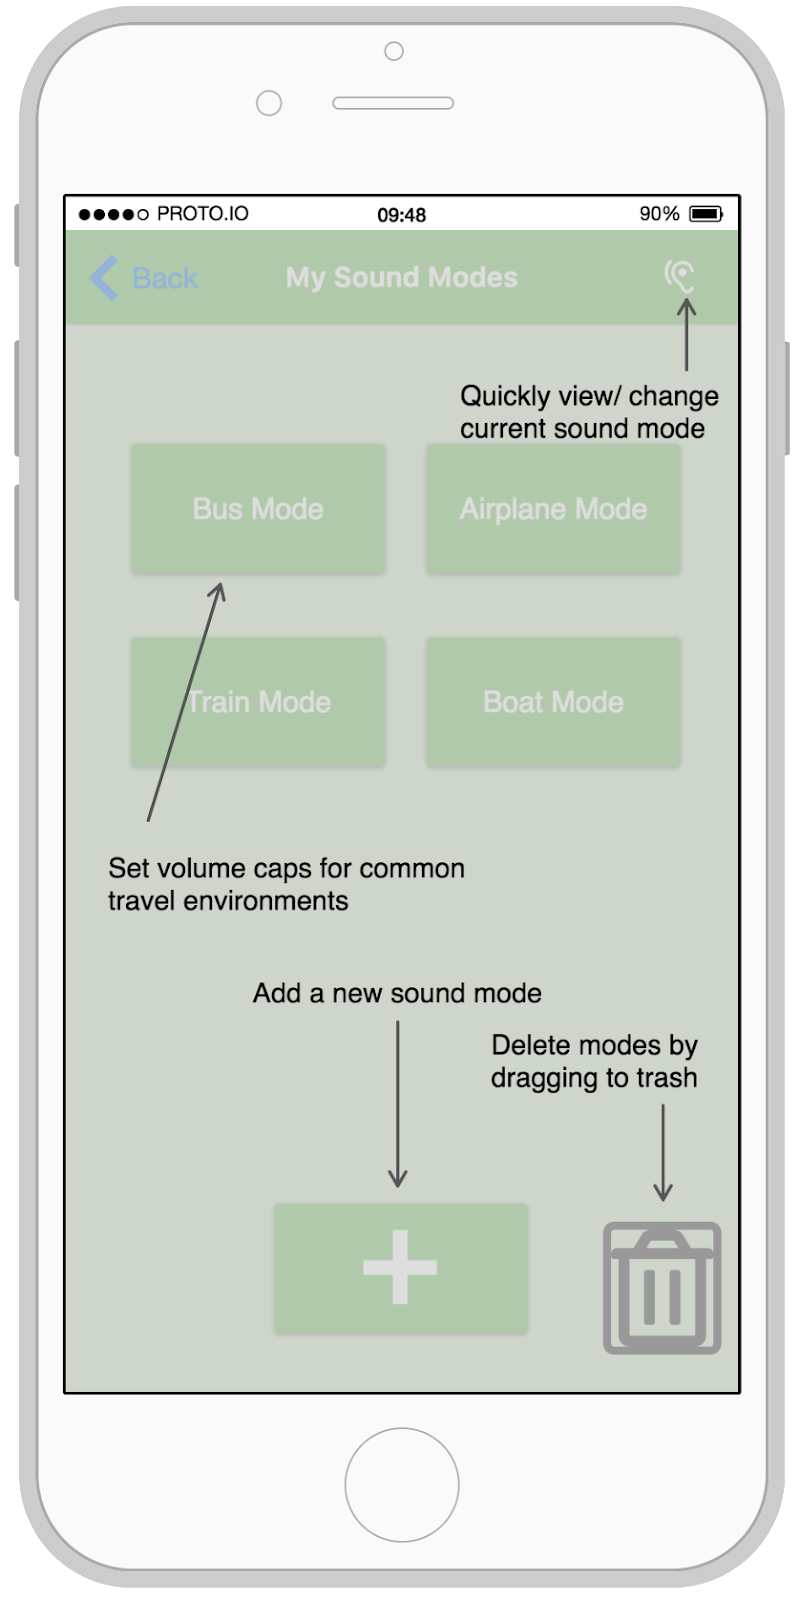 PROTO.IO 09:48 90%
Back My Sound Modes
Quickly view/ change
current sound mode
Bus Mode Airplane Mode
Train Mode Boat Mode
Set volume caps for common
travel environments
Add a new sound mode
Delete modes by
dragging to trash